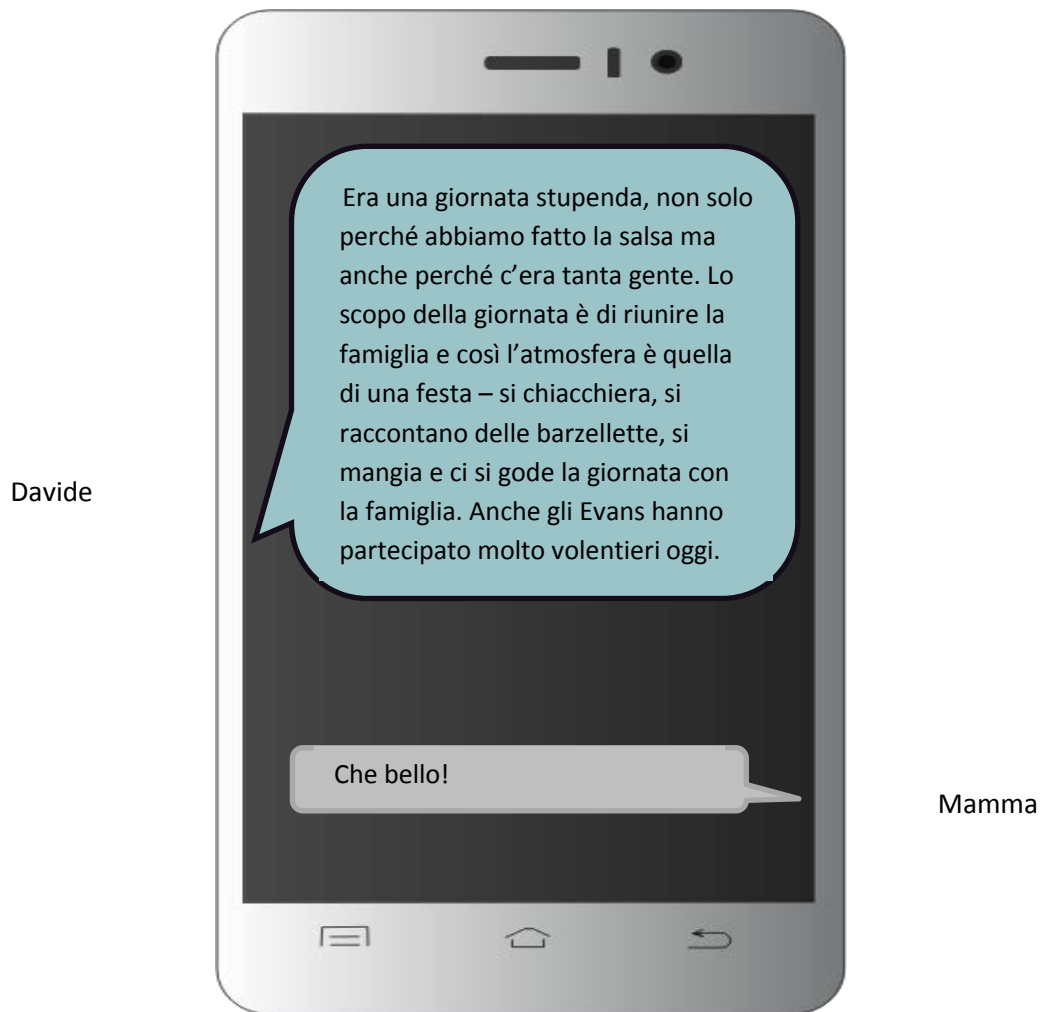 Era una giornata stupenda, non solo
perché abbiamo fatto la salsa ma
anche perché c'era tanta gente. Lo
scopo della giornata è di riunire la
famiglia e così l'atmosfera è quella
di una festa – si chiacchiera, si
raccontano delle barzellette, si
mangia e ci si gode la giornata con
la famiglia. Anche gli Evans hanno
partecipato molto volentieri oggi.
Davide
Che bello!
Mamma